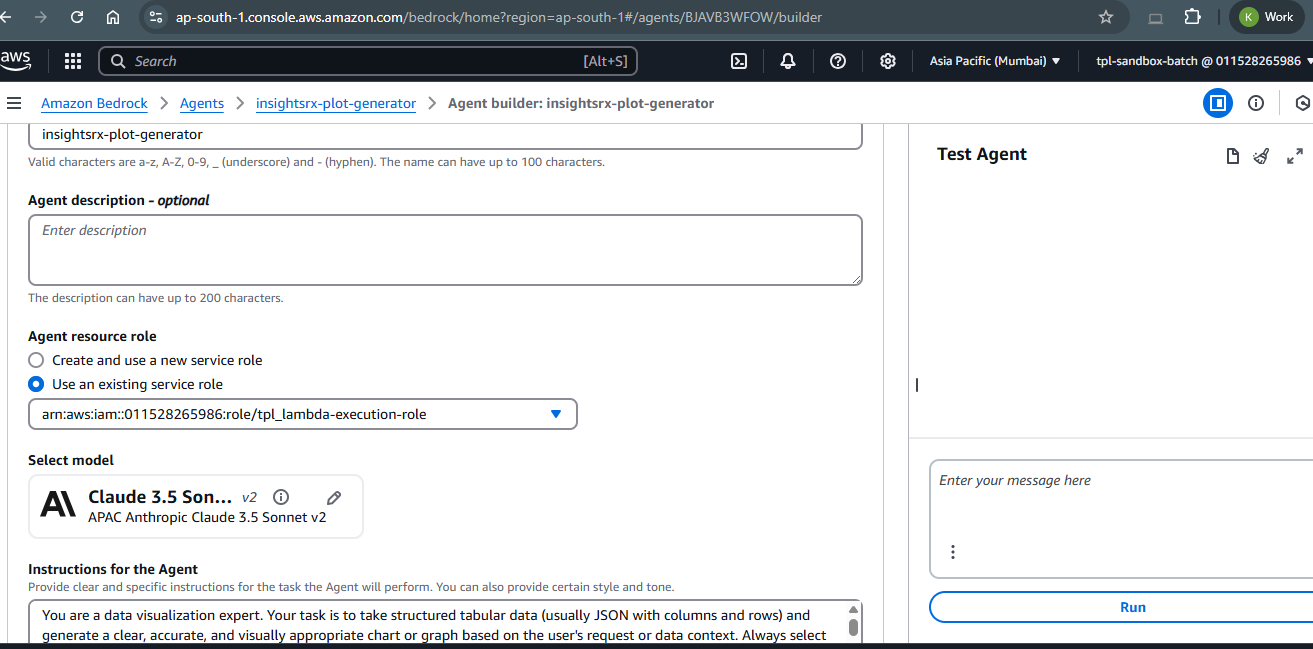 ap-south-1.console.aws.amazon.com/bedrock/home?region=ap-south-1#/agents/BJAVB3WFOW/builder
K Work
aws
Search [Alt+S]
Asia Pacific (Mumbai)
tpl-sandbox-batch @ 011528265986
Amazon Bedrock
Agents
insightsrx-plot-generator
Agent builder: insightsrx-plot-generator
insightsrx-plot-generator
Valid characters are a-z, A-Z, 0-9, _ (underscore) and - (hyphen). The name can have up to 100 characters.
Agent description - optional
Enter description
The description can have up to 200 characters.
Agent resource role
Create and use a new service role
Use an existing service role
arn:aws:iam::011528265986:role/tpl_lambda-execution-role
Select model
Claude 3.5 Son... v2
APAC Anthropic Claude 3.5 Sonnet v2
Instructions for the Agent
Provide clear and specific instructions for the task the Agent will perform. You can also provide certain style and tone.
You are a data visualization expert. Your task is to take structured tabular data (usually JSON with columns and rows) and
generate a clear, accurate, and visually appropriate chart or graph based on the user's request or data context. Always select
Test Agent
Enter your message here
Run